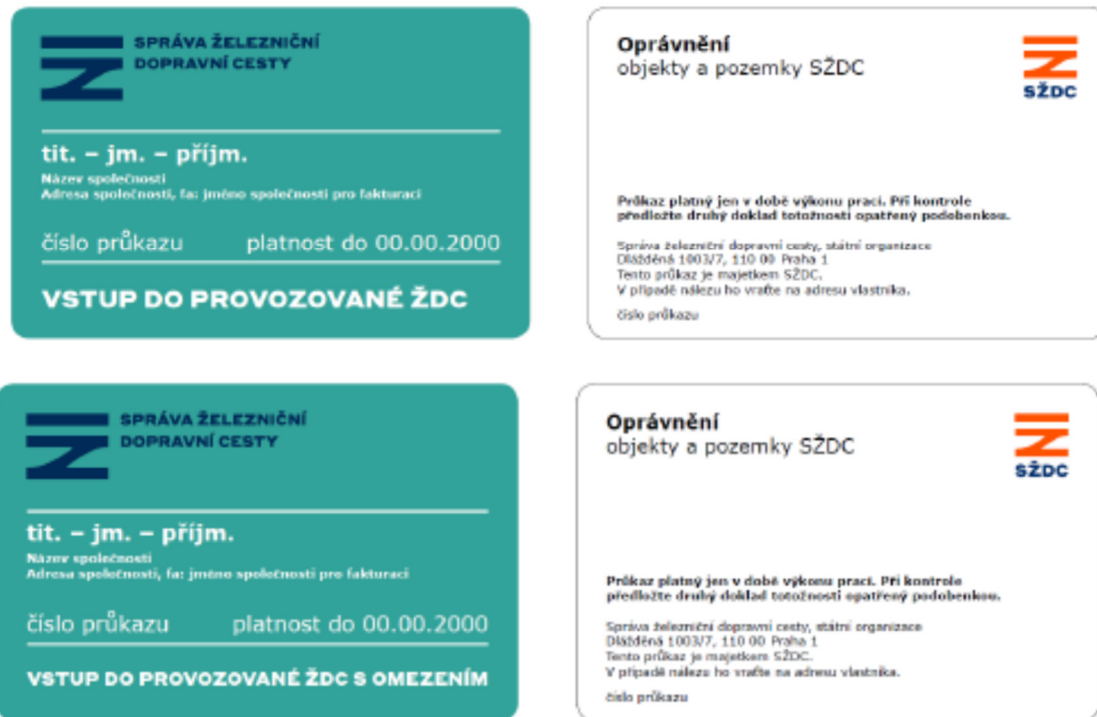 SPRÁVA ŽELEZNIČNÍ
DOPRAVNÍ CESTY
tit. – jm. – příjm.
Název společnosti
Adresa společnosti, fa: jméno společnosti pro fakturaci
číslo průkazu platnost do 00.00.2000
VSTUP DO PROVOZOVANÉ ŽDC
Oprávnění
objekty a pozemky SŽDC
SŽDC
Průkaz platný jen v době výkonu prací. Při kontrole
předložte druhý doklad totožnosti opatřený podobenkou.
Správa železniční dopravní cesty, státní organizace
Dlážděná 1003/7, 110 00 Praha 1
Tento průkaz je majetkem SŽDC.
V případě nálezu ho vraťte na adresu vlastníka.
číslo průkazu
SPRÁVA ŽELEZNIČNÍ
DOPRAVNÍ CESTY
tit. – jm. – příjm.
Název společnosti
Adresa společnosti, fa: jméno společnosti pro fakturaci
číslo průkazu platnost do 00.00.2000
VSTUP DO PROVOZOVANÉ ŽDC S OMEZENÍM
Oprávnění
objekty a pozemky SŽDC
SŽDC
Průkaz platný jen v době výkonu prací. Při kontrole
předložte druhý doklad totožnosti opatřený podobenkou.
Správa železniční dopravní cesty, státní organizace
Dlážděná 1003/7, 110 00 Praha 1
Tento průkaz je majetkem SŽDC.
V případě nálezu ho vraťte na adresu vlastníka.
číslo průkazu